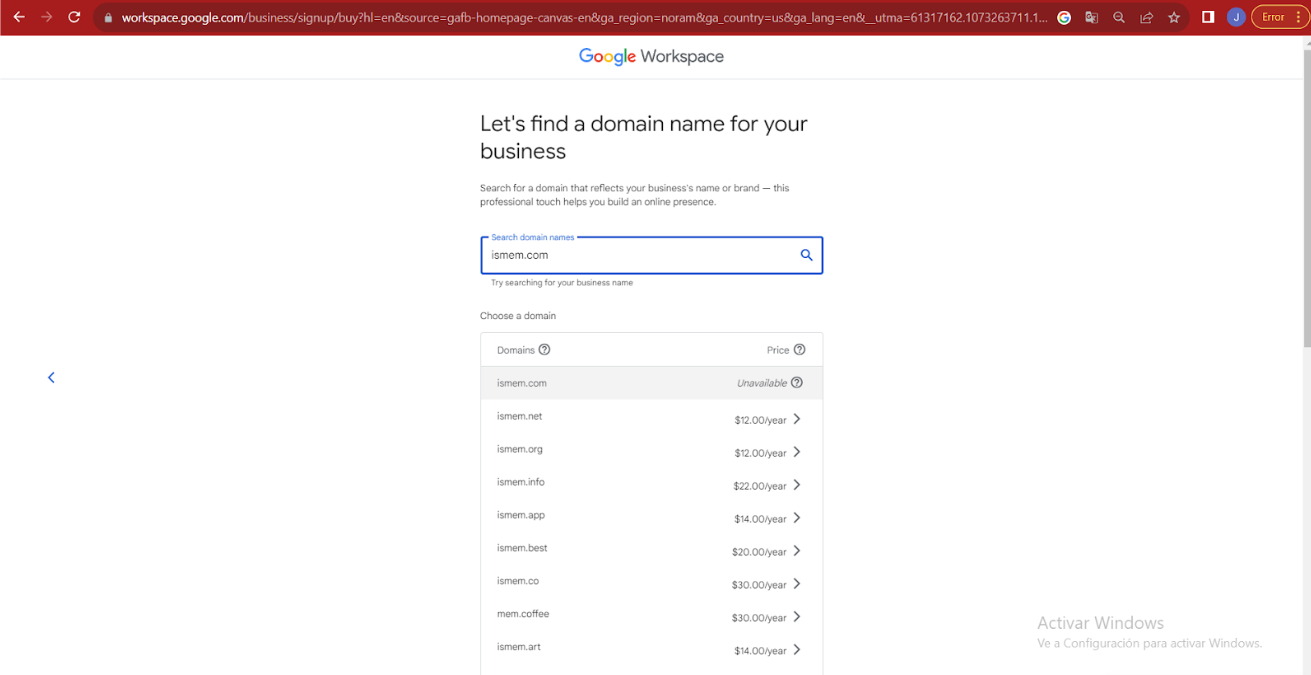 workspace.google.com/business/signup/buy?hl=en&source=gafb-homepage-canvas-en&ga_region=noram&ga_country=us&ga_lang=en&__utma=61317162.1073263711.1...
J
Error
Google Workspace
Let's find a domain name for your
business
Search for a domain that reflects your business's name or brand — this
professional touch helps you build an online presence.
Search domain names
ismem.com
Try searching for your business name
Choose a domain
Domains Price
ismem.com Unavailable
ismem.net $12.00/year
ismem.org $12.00/year
ismem.info $22.00/year
ismem.app $14.00/year
ismem.best $20.00/year
ismem.co $30.00/year
mem.coffee $30.00/year
ismem.art $14.00/year
Activar Windows
Ve a Configuración para activar Windows.